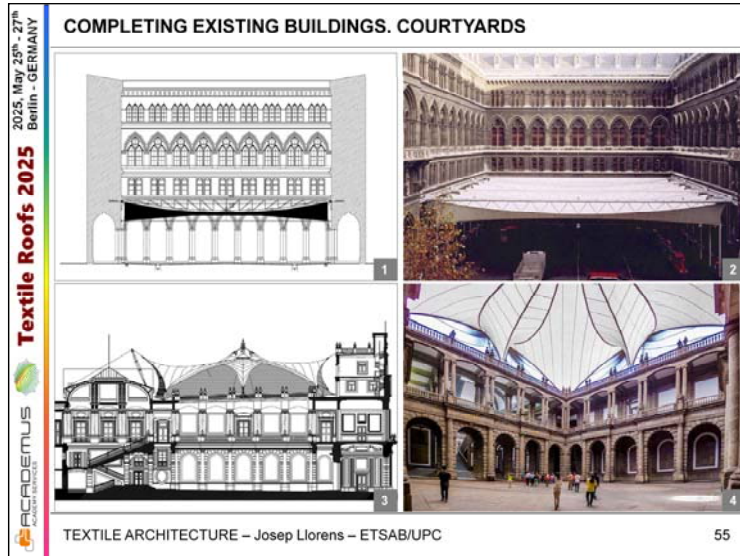 COMPLETING EXISTING BUILDINGS. COURTYARDS
2025, May 25th - 27th
Berlin - GERMANY
Textile Roofs 2025
ACADEMUS
ACADEMY SERVICES
1
2
3
4
TEXTILE ARCHITECTURE – Josep Llorens – ETSAB/UPC
55